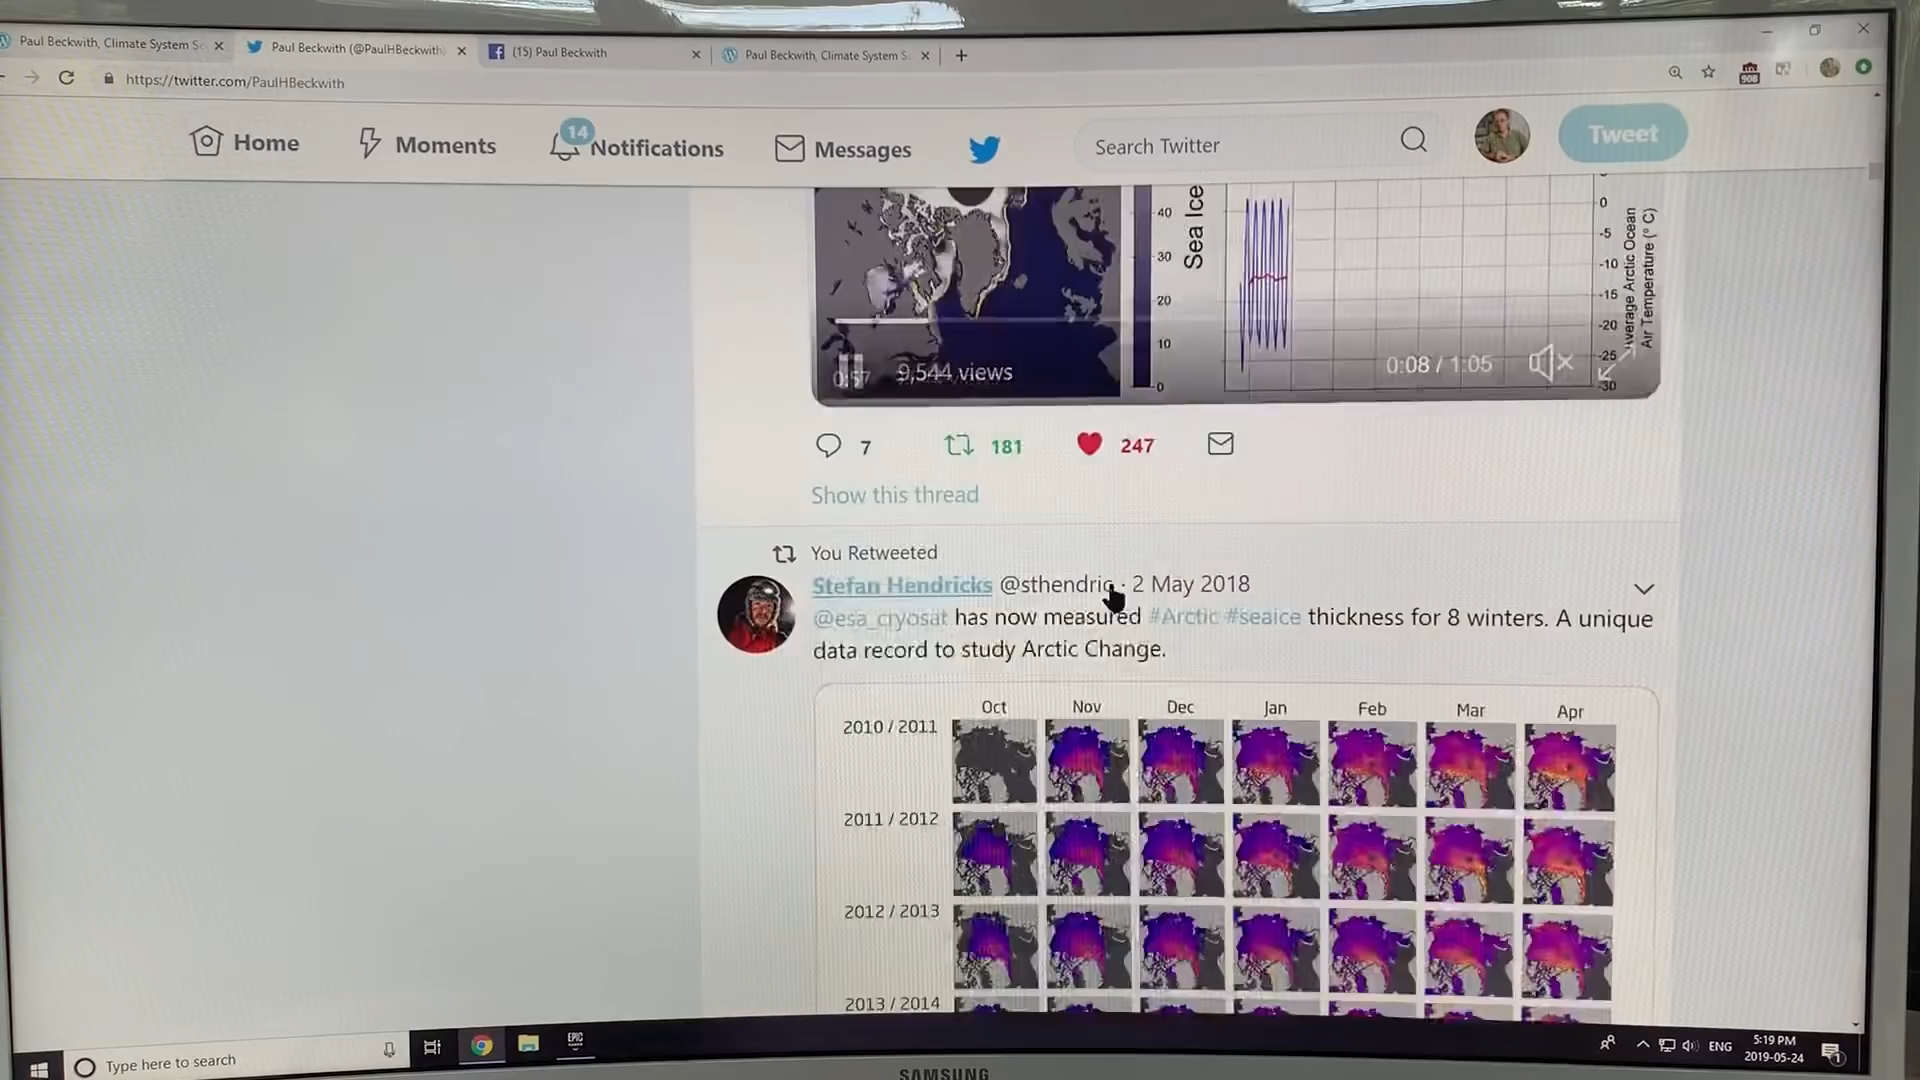 Paul Beckwith, Climate System Sc
Paul Beckwith (@PaulHBeckwith)
(15) Paul Beckwith
Paul Beckwith, Climate System S
https://twitter.com/PaulHBeckwith
908
Home
Moments
14
Notifications
Messages
Search Twitter
Tweet
40
30
20
10
0
Sea Ice
0
-5
-10
-15
-20
-25
-30
Average Arctic Ocean
Air Temperature (° C)
9,544 views
0:08 / 1:05
7
181
247
Show this thread
You Retweeted
Stefan Hendricks @sthendric · 2 May 2018
@esa_cryosat has now measured #Arctic #seaice thickness for 8 winters. A unique
data record to study Arctic Change.
Oct Nov Dec Jan Feb Mar Apr
2010 / 2011
2011 / 2012
2012 / 2013
2013 / 2014
Type here to search
EPIC
ENG
5:19 PM
2019-05-24
1
SAMSUNG